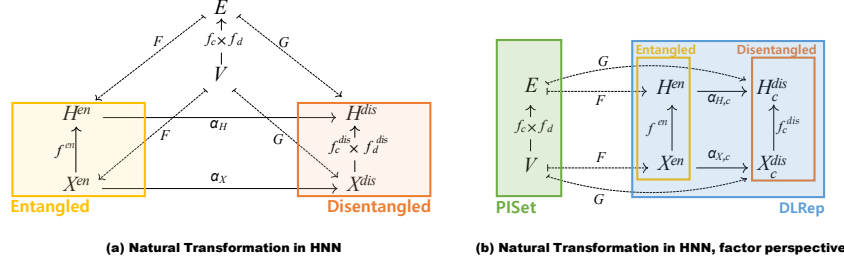 E
F
f_c × f_d
G
V
H^{en}
α_H
H^{dis}
F
G
f^{en}
f_c^{dis} × f_d^{dis}
X^{en}
α_X
X^{dis}
Entangled
Disentangled
(a) Natural Transformation in HNN
Entangled
Disentangled
G
E
F
H^{en}
α_{H,c}
H_c^{dis}
f_c × f_d
f^{en}
f_c^{dis}
V
F
X^{en}
α_{X,c}
X_c^{dis}
G
PISet
DLRep
(b) Natural Transformation in HNN, factor perspective